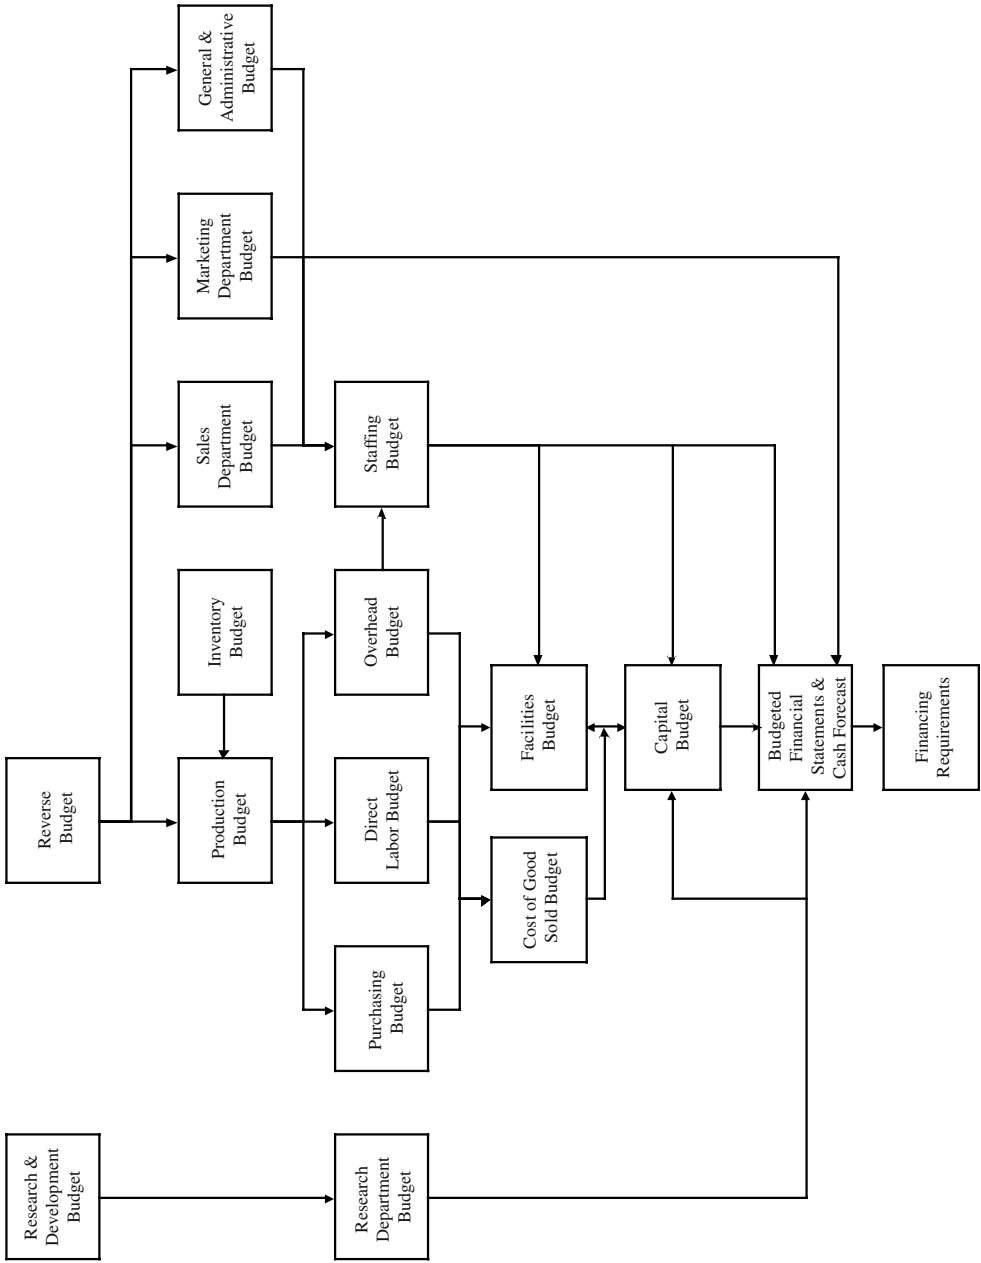 Research &
Development
Budget
Reverse
Budget
Production
Budget
Inventory
Budget
Sales
Department
Budget
Marketing
Department
Budget
General &
Administrative
Budget
Research
Department
Budget
Purchasing
Budget
Direct
Labor Budget
Overhead
Budget
Staffing
Budget
Cost of Good
Sold Budget
Facilities
Budget
Capital
Budget
Budgeted
Financial
Statements &
Cash Forecast
Financing
Requirements